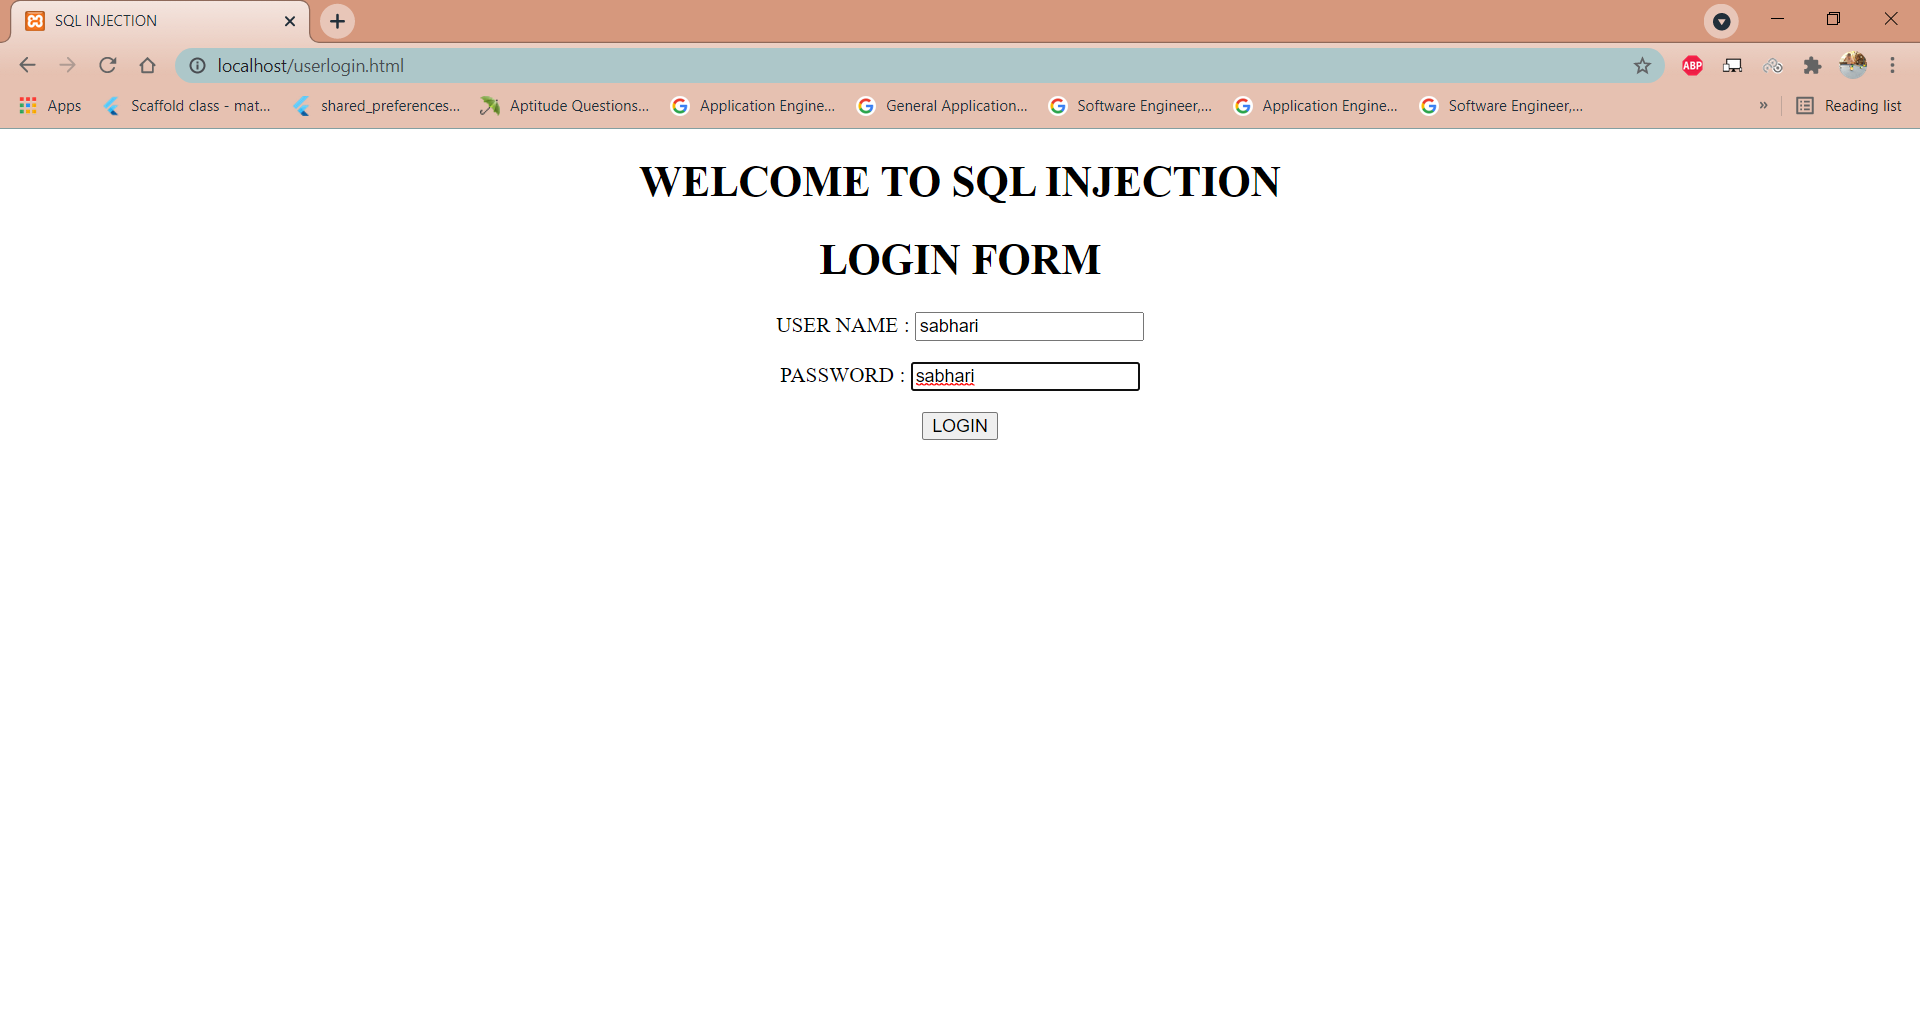 SQL INJECTION
localhost/userlogin.html
ABP
Apps
Scaffold class - mat...
shared_preferences...
Aptitude Questions...
Application Engine...
General Application...
Software Engineer,...
Application Engine...
Software Engineer,...
»
Reading list
WELCOME TO SQL INJECTION
LOGIN FORM
USER NAME : sabhari
PASSWORD : sabhari
LOGIN